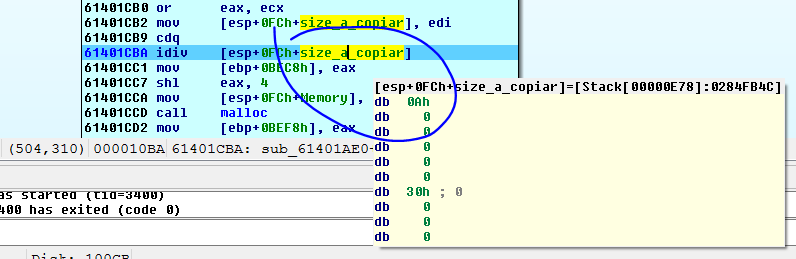 61401CB0 or eax, ecx
61401CB2 mov [esp+0FCh+size_a_copiar], edi
61401CB9 cdq
61401CBA idiv [esp+0FCh+size_a_copiar]
61401CC1 mov [ebp+0BEC8h], eax
61401CC7 shl eax, 4
61401CCA mov [esp+0FCh+Memory],
61401CCD call malloc
61401CD2 mov [ebp+0BEF8h], eax
[esp+0FCh+size_a_copiar]=[Stack[00000E78]:0284FB4C]
db 0Ah
db 0
db 0
db 0
db 0
db 0
db 30h ; 0
db 0
db 0
db 0
(504,310) 000010BA 61401CBA: sub_61401AE0
as started (tid=3400)
400 has exited (code 0)
Disk: 100GB